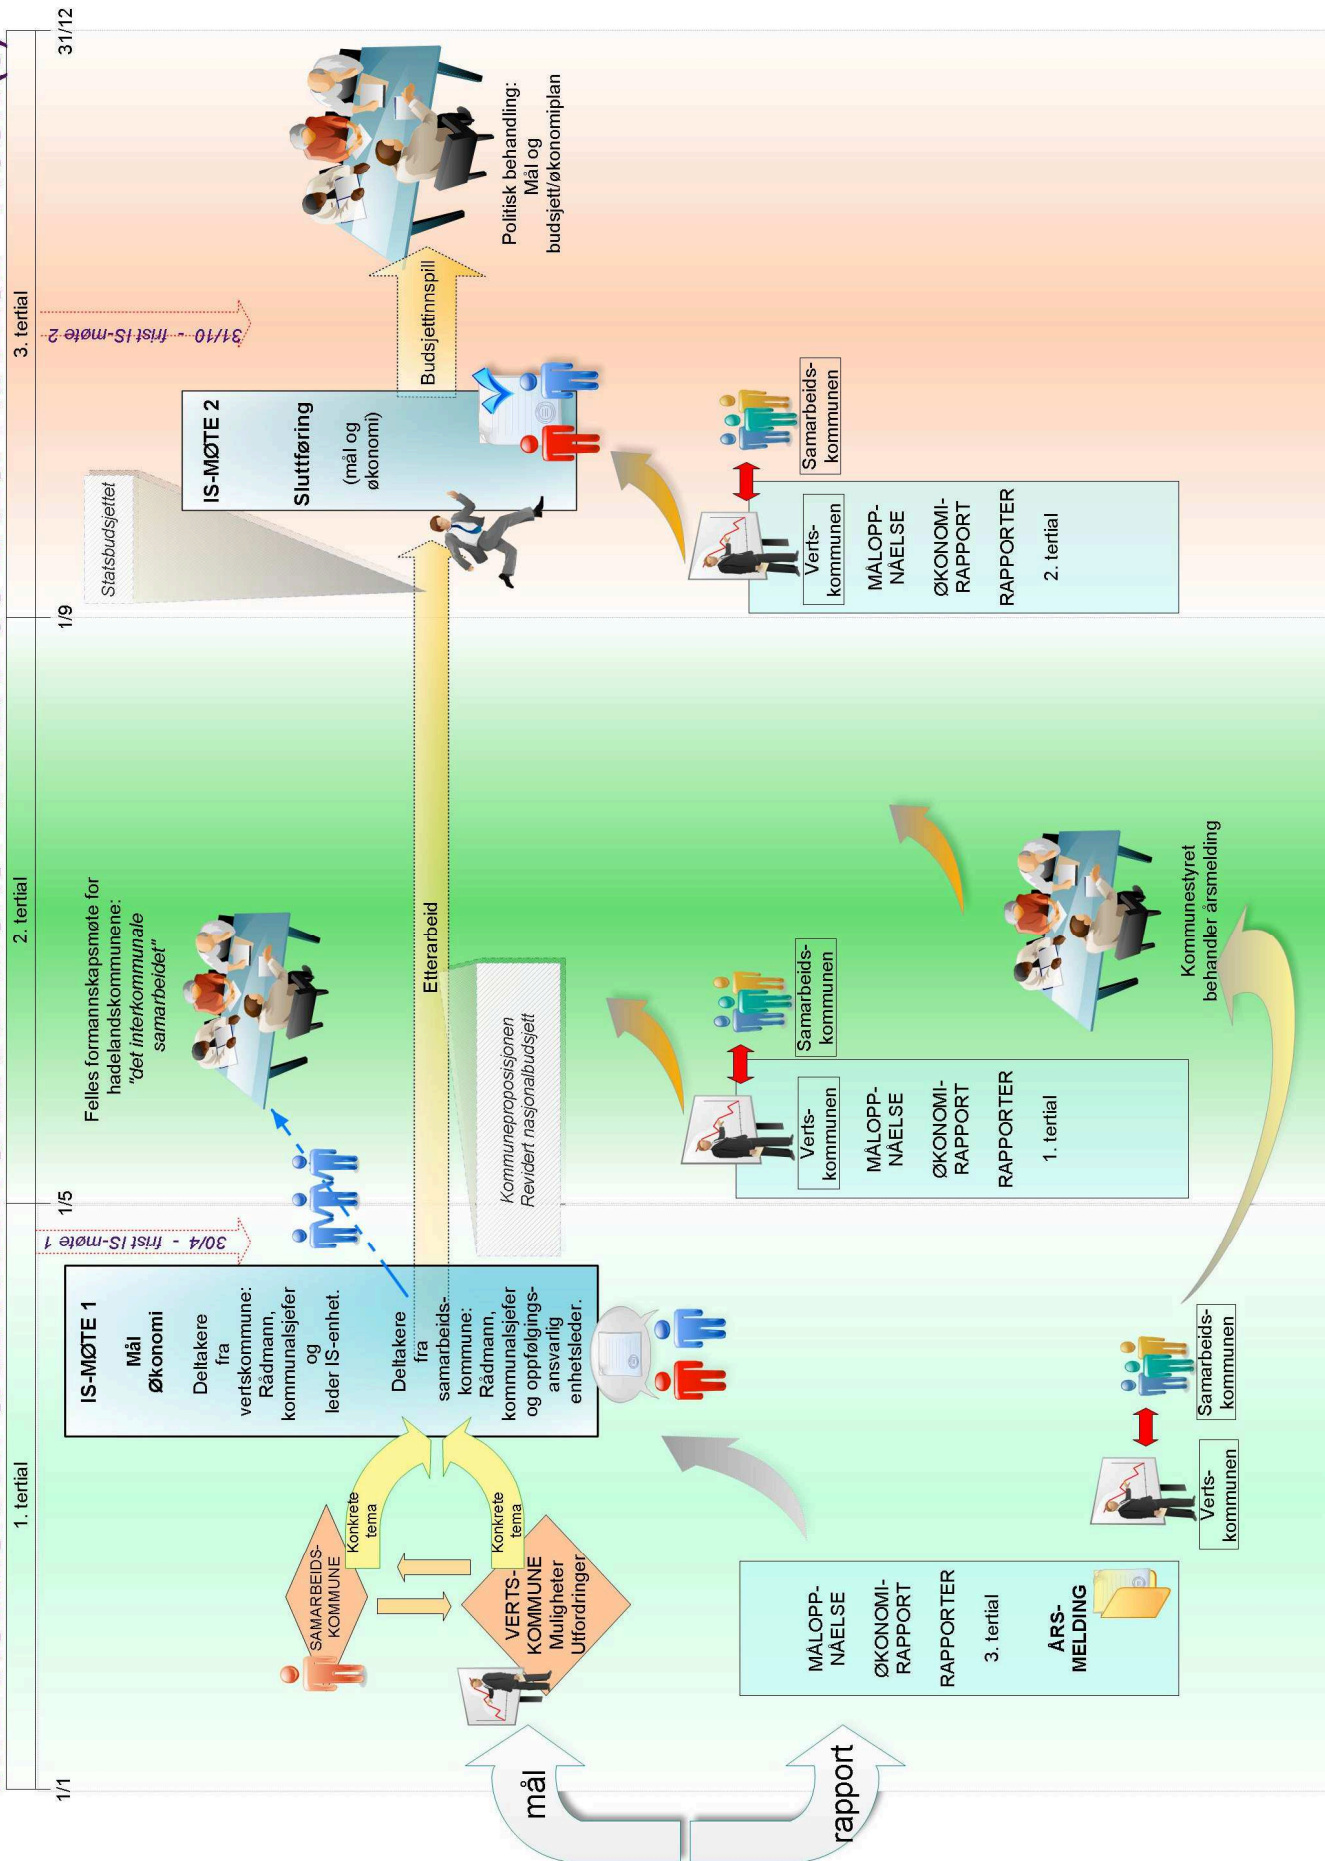 1. tertial
2. tertial
3. tertial
1/1
1/5
1/9
31/12
30/4 - frist IS-møte 1
31/10 - frist IS-møte 2
mål
rapport
SAMARBEIDS-
KOMMUNE
VERTS-
KOMMUNE
Muligheter
Utfordringer
Konkrete
tema
Konkrete
tema
IS-MØTE 1
Mål
Økonomi
Deltakere
fra
vertskommune:
Rådmann,
kommunalsjefer
og
leder IS-enhet.
Deltakere
fra
samarbeids-
kommune:
Rådmann,
kommunalsjefer
og oppfølgings-
ansvarlig
enhetsleder.
Felles formannskapsmøte for
hadelandskommunene:
"det interkommunale
samarbeidet"
Etterarbeid
Kommuneproposisjonen
Revidert nasjonalbudsjett
Statsbudsjettet
IS-MØTE 2
Sluttføring
(mål og
økonomi)
Budsjettinnspill
Politisk behandling:
Mål og
budsjett/økonomiplan
MÅLOPP-
NÅELSE
ØKONOMI-
RAPPORT
RAPPORTER
3. tertial
ÅRS-
MELDING
Verts-
kommunen
Samarbeids-
kommunen
Kommunestyret
behandler årsmelding
Verts-
kommunen
Samarbeids-
kommunen
MÅLOPP-
NÅELSE
ØKONOMI-
RAPPORT
RAPPORTER
1. tertial
Verts-
kommunen
Samarbeids-
kommunen
MÅLOPP-
NÅELSE
ØKONOMI-
RAPPORT
RAPPORTER
2. tertial